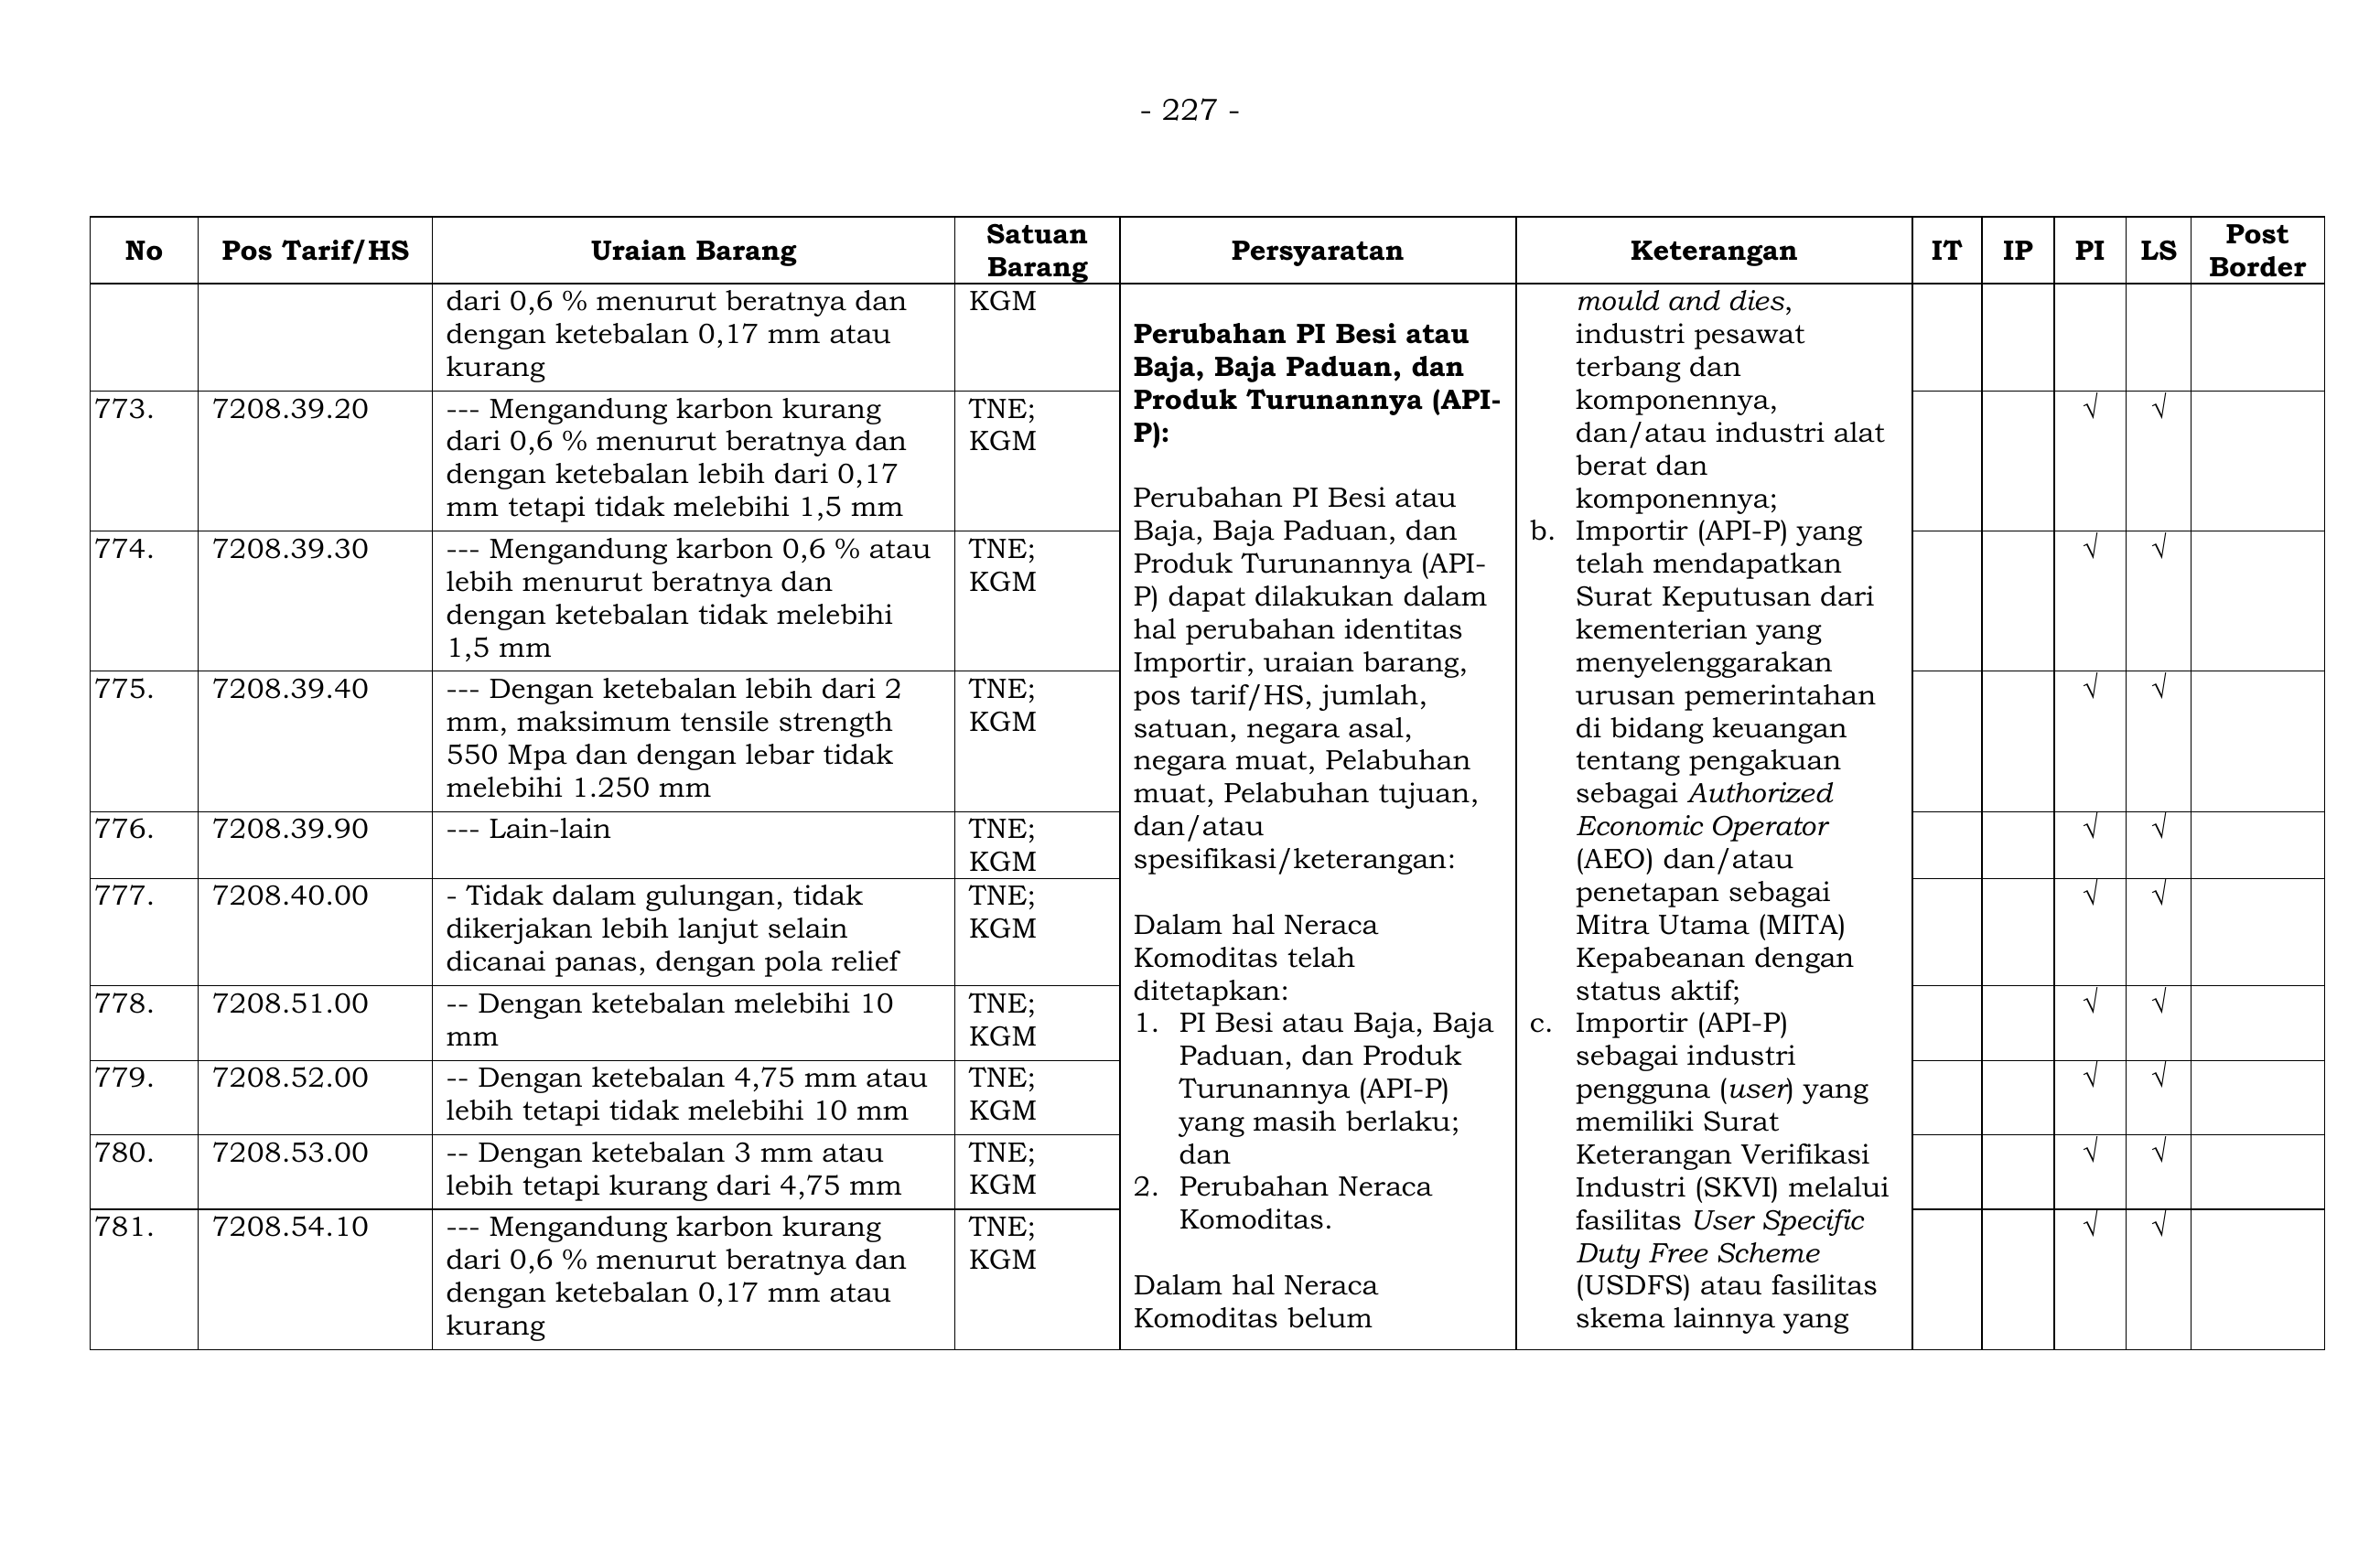 - 227 -
No Pos Tarif/HS Uraian Barang Satuan Barang Persyaratan Keterangan IT IP PI LS Post Border
dari 0,6 % menurut beratnya dan
dengan ketebalan 0,17 mm atau
kurang
KGM
773. 7208.39.20
--- Mengandung karbon kurang
dari 0,6 % menurut beratnya dan
dengan ketebalan lebih dari 0,17
mm tetapi tidak melebihi 1,5 mm
TNE;
KGM
√ √
774. 7208.39.30
--- Mengandung karbon 0,6 % atau
lebih menurut beratnya dan
dengan ketebalan tidak melebihi
1,5 mm
TNE;
KGM
√ √
775. 7208.39.40
--- Dengan ketebalan lebih dari 2
mm, maksimum tensile strength
550 Mpa dan dengan lebar tidak
melebihi 1.250 mm
TNE;
KGM
√ √
776. 7208.39.90
--- Lain-lain
TNE;
KGM
√ √
777. 7208.40.00
- Tidak dalam gulungan, tidak
dikerjakan lebih lanjut selain
dicanai panas, dengan pola relief
TNE;
KGM
√ √
778. 7208.51.00
-- Dengan ketebalan melebihi 10
mm
TNE;
KGM
√ √
779. 7208.52.00
-- Dengan ketebalan 4,75 mm atau
lebih tetapi tidak melebihi 10 mm
TNE;
KGM
√ √
780. 7208.53.00
-- Dengan ketebalan 3 mm atau
lebih tetapi kurang dari 4,75 mm
TNE;
KGM
√ √
781. 7208.54.10
--- Mengandung karbon kurang
dari 0,6 % menurut beratnya dan
dengan ketebalan 0,17 mm atau
kurang
TNE;
KGM
√ √
Perubahan PI Besi atau
Baja, Baja Paduan, dan
Produk Turunannya (API-
P):
Perubahan PI Besi atau
Baja, Baja Paduan, dan
Produk Turunannya (API-
P) dapat dilakukan dalam
hal perubahan identitas
Importir, uraian barang,
pos tarif/HS, jumlah,
satuan, negara asal,
negara muat, Pelabuhan
muat, Pelabuhan tujuan,
dan/atau
spesifikasi/keterangan:
Dalam hal Neraca
Komoditas telah
ditetapkan:
1. PI Besi atau Baja, Baja
Paduan, dan Produk
Turunannya (API-P)
yang masih berlaku;
dan
2. Perubahan Neraca
Komoditas.
Dalam hal Neraca
Komoditas belum
mould and dies,
industri pesawat
terbang dan
komponennya,
dan/atau industri alat
berat dan
komponennya;
b. Importir (API-P) yang
telah mendapatkan
Surat Keputusan dari
kementerian yang
menyelenggarakan
urusan pemerintahan
di bidang keuangan
tentang pengakuan
sebagai Authorized
Economic Operator
(AEO) dan/atau
penetapan sebagai
Mitra Utama (MITA)
Kepabeanan dengan
status aktif;
c. Importir (API-P)
sebagai industri
pengguna (user) yang
memiliki Surat
Keterangan Verifikasi
Industri (SKVI) melalui
fasilitas User Specific
Duty Free Scheme
(USDFS) atau fasilitas
skema lainnya yang